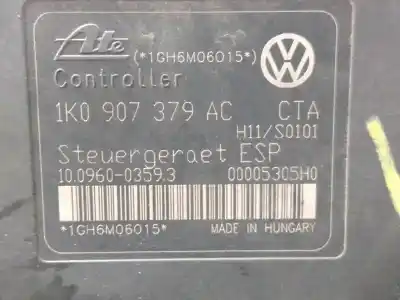 Ate (*1GH6M06015*)
Controller
1K0 907 379 AC CTA
H11/S0101
Steuergeraet ESP
10.0960-0359.3 00005305H0
*1GH6M06015* MADE IN HUNGARY